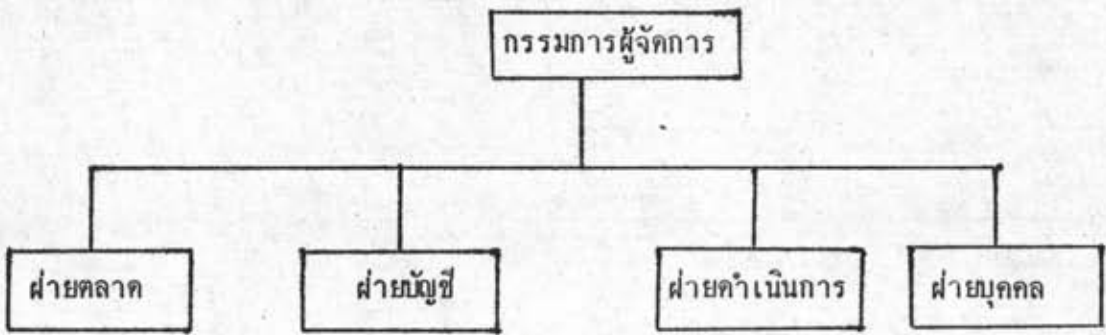 กรรมการผู้จัดการ
ฝ่ายตลาด
ฝ่ายบัญชี
ฝ่ายดำเนินการ
ฝ่ายบุคคล